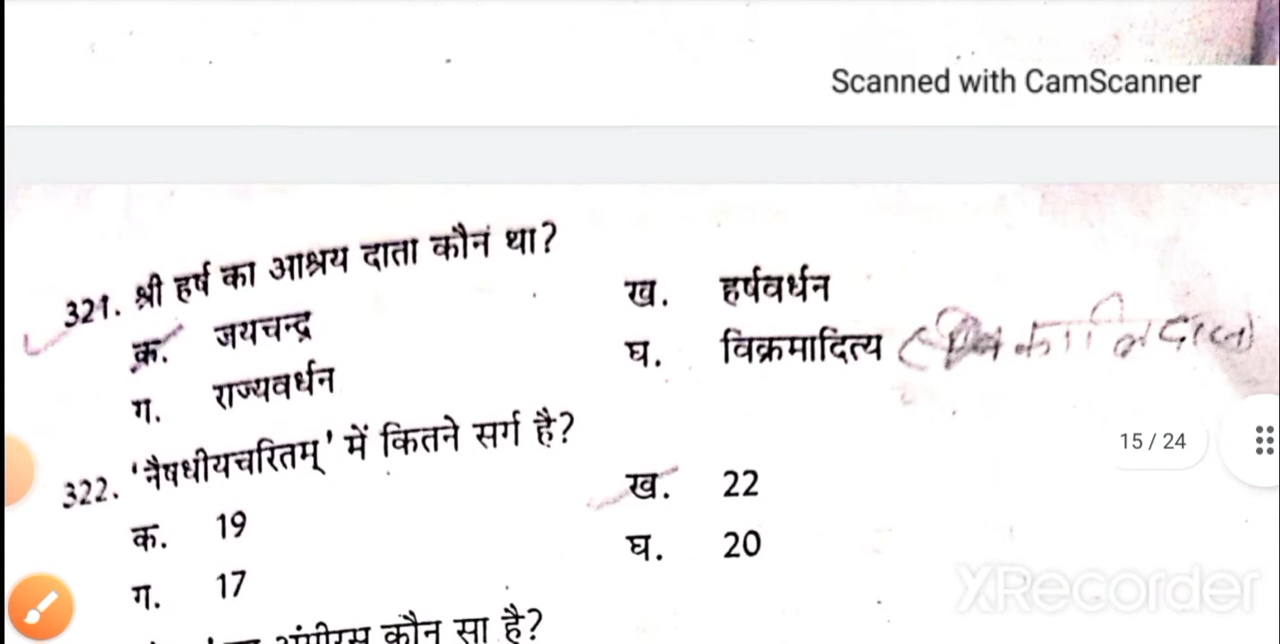 Scanned with CamScanner
321. श्री हर्ष का आश्रय दाता कौन था?
क. जयचन्द्र
ख. हर्षवर्धन
ग. राज्यवर्धन
घ. विक्रमादित्य
322. 'नैषधीयचरितम्' में कितने सर्ग है?
क. 19
ख. 22
ग. 17
घ. 20
कौन सा है?
15 / 24
XRecorder